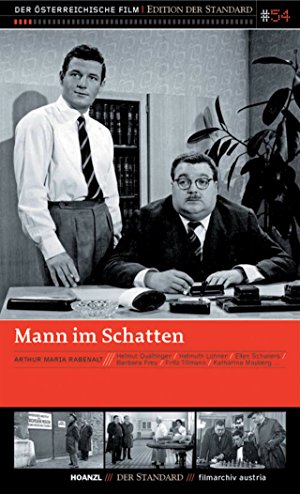 DER ÖSTERREICHISCHE FILM | EDITION DER STANDARD
#54
Mann im Schatten
ARTHUR MARIA RABENALT /// Helmut Qualtinger / Helmuth Lohner / Ellen Schwiers /
Barbara Frey / Fritz Tillmann / Katharina Mayberg ...
HOANZL /// DER STANDARD /// filmarchiv austria